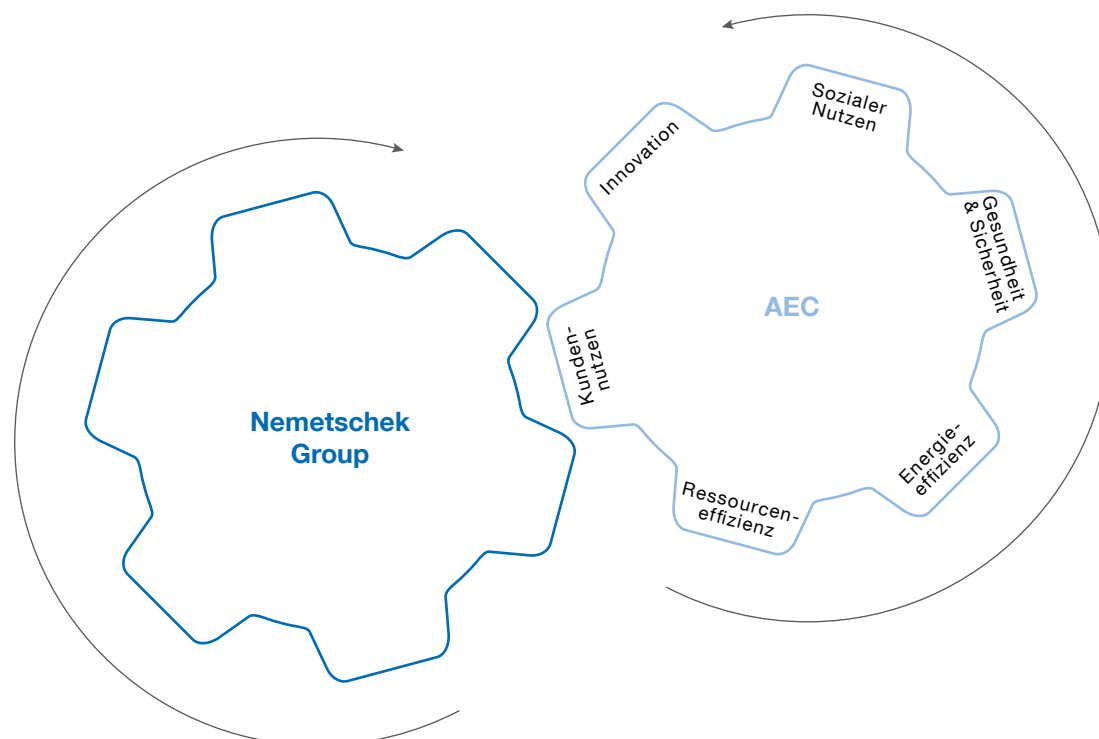 Nemetschek
Group
AEC
Kunden-
nutzen
Innovation
Sozialer
Nutzen
Gesundheit
& Sicherheit
Energie-
effizienz
Ressourcen-
effizienz